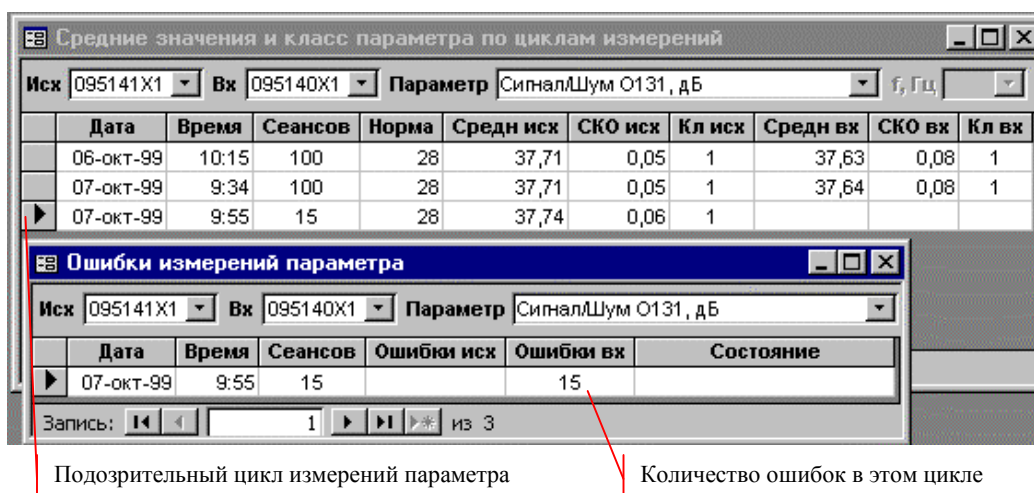 Средние значения и класс параметра по циклам измерений
Исх 095141X1 Вх 095140X1 Параметр Сигнал/Шум О131, дБ f, Гц
Дата Время Сеансов Норма Средн исх СКО исх Кл исх Средн вх СКО вх Кл вх
06-окт-99 10:15 100 28 37,71 0,05 1 37,63 0,08 1
07-окт-99 9:34 100 28 37,71 0,05 1 37,64 0,08 1
07-окт-99 9:55 15 28 37,74 0,06 1
Ошибки измерений параметра
Исх 095141X1 Вх 095140X1 Параметр Сигнал/Шум О131, дБ
Дата Время Сеансов Ошибки исх Ошибки вх Состояние
07-окт-99 9:55 15 15
Запись: 1 из 3
Подозрительный цикл измерений параметра Количество ошибок в этом цикле